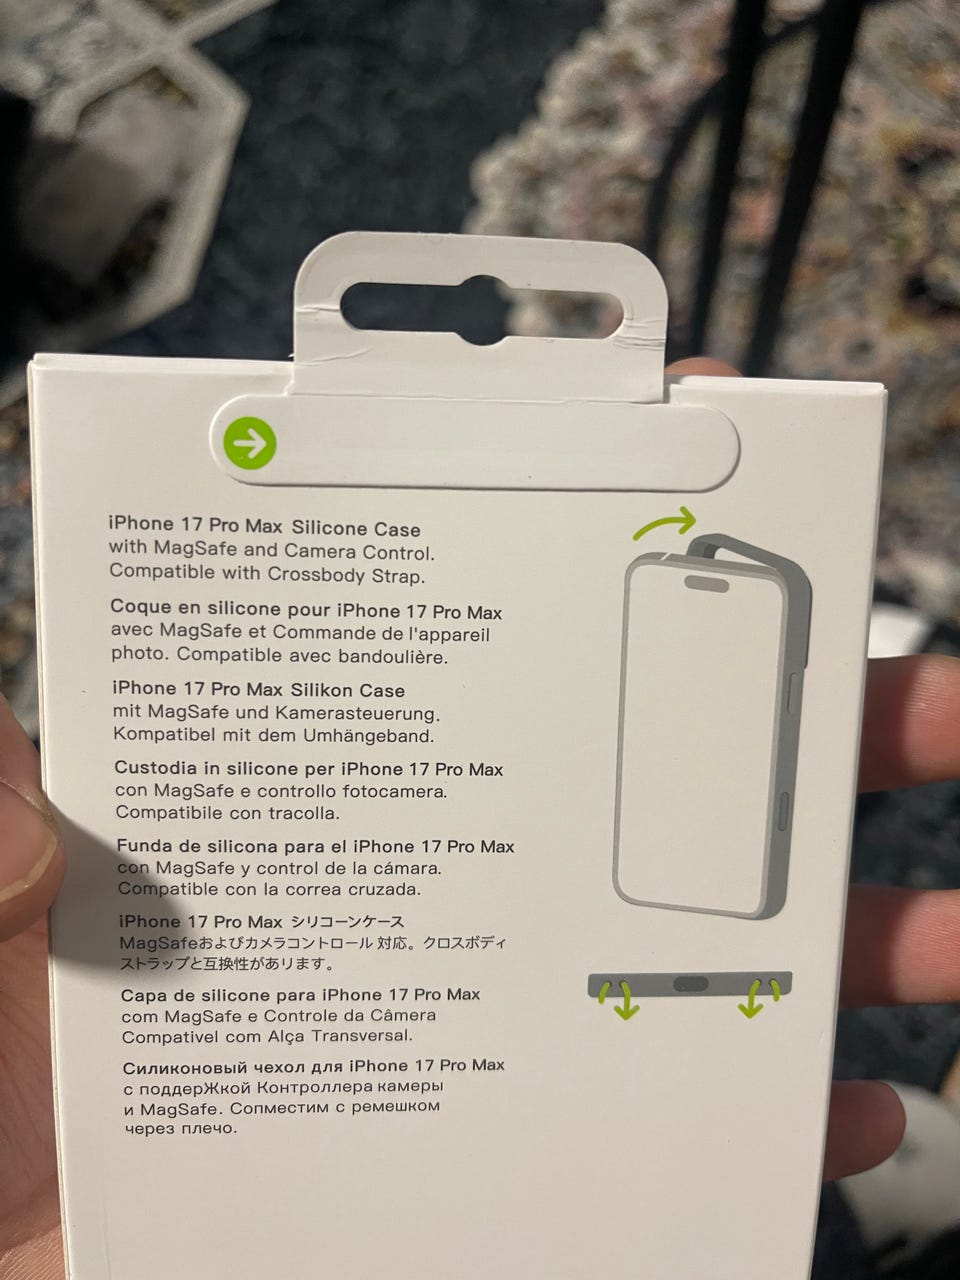 iPhone 17 Pro Max Silicone Case
with MagSafe and Camera Control.
Compatible with Crossbody Strap.
Coque en silicone pour iPhone 17 Pro Max
avec MagSafe et Commande de l'appareil
photo. Compatible avec bandoulière.
iPhone 17 Pro Max Silikon Case
mit MagSafe und Kamerasteuerung.
Kompatibel mit dem Umhängeband.
Custodia in silicone per iPhone 17 Pro Max
con MagSafe e controllo fotocamera.
Compatibile con tracolla.
Funda de silicona para el iPhone 17 Pro Max
con MagSafe y control de la cámara.
Compatible con la correa cruzada.
iPhone 17 Pro Max シリコーンケース
MagSafeおよびカメラコントロール 対応。クロスボディ
ストラップと互換性があります。
Capa de silicone para iPhone 17 Pro Max
com MagSafe e Controle da Câmera
Compativel com Alça Transversal.
Силиконовый чехол для iPhone 17 Pro Max
с поддерЖкой Контроллера камеры
и MagSafe. Сопместим с ремешком
через плечо.